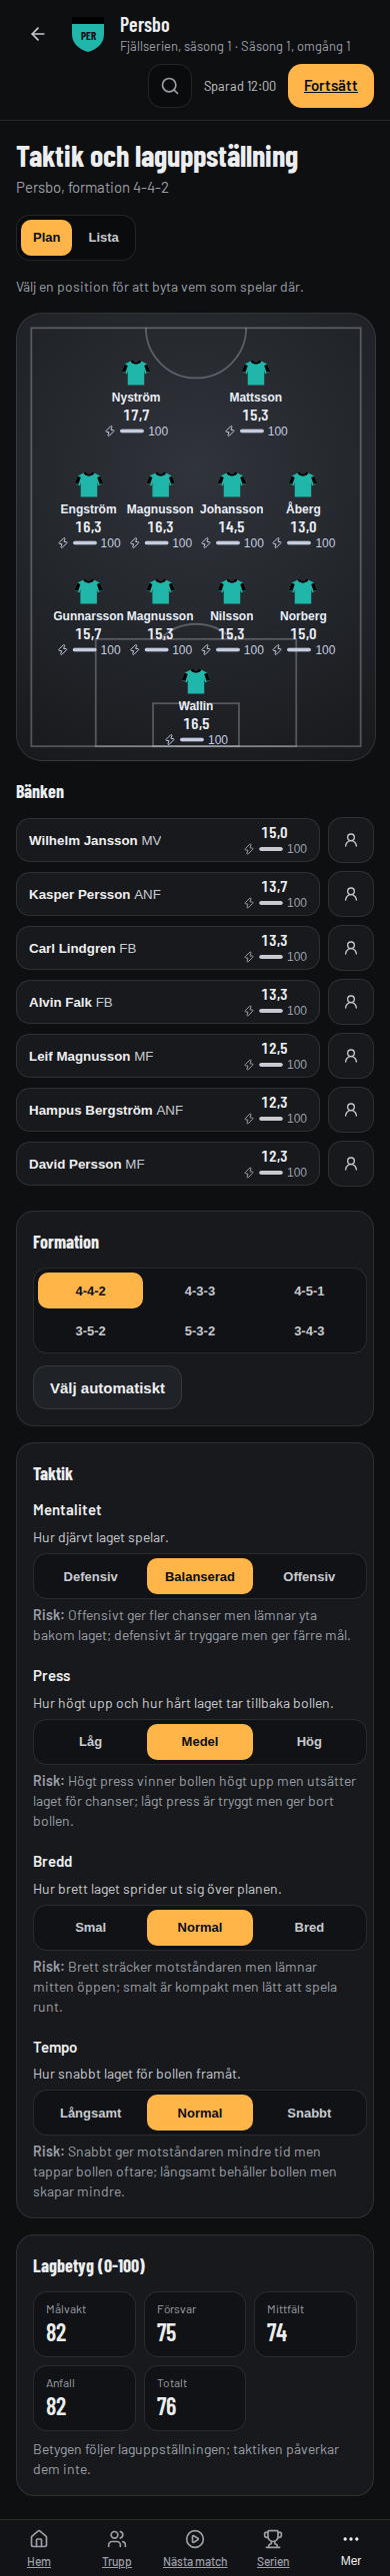 PER
Persbo
Fjällserien, säsong 1 · Säsong 1, omgång 1
Sparad 12:00
Fortsätt
Taktik och laguppställning
Persbo, formation 4-4-2
Plan Lista
Välj en position för att byta vem som spelar där.
Nyström Mattsson
17,7 15,3
100 100
Engström Magnusson Johansson Åberg
16,3 16,3 14,5 13,0
100 100 100 100
Gunnarsson Magnusson Nilsson Norberg
15,7 15,3 15,3 15,0
100 100 100 100
Wallin
16,5
100
Bänken
Wilhelm Jansson MV 15,0
100
Kasper Persson ANF 13,7
100
Carl Lindgren FB 13,3
100
Alvin Falk FB 13,3
100
Leif Magnusson MF 12,5
100
Hampus Bergström ANF 12,3
100
David Persson MF 12,3
100
Formation
4-4-2 4-3-3 4-5-1
3-5-2 5-3-2 3-4-3
Välj automatiskt
Taktik
Mentalitet
Hur djärvt laget spelar.
Defensiv Balanserad Offensiv
Risk: Offensivt ger fler chanser men lämnar yta
bakom laget; defensivt är tryggare men ger färre mål.
Press
Hur högt upp och hur hårt laget tar tillbaka bollen.
Låg Medel Hög
Risk: Högt press vinner bollen högt upp men utsätter
laget för chanser; lågt press är tryggt men ger bort
bollen.
Bredd
Hur brett laget sprider ut sig över planen.
Smal Normal Bred
Risk: Brett sträcker motståndaren men lämnar
mitten öppen; smalt är kompakt men lätt att spela
runt.
Tempo
Hur snabbt laget för bollen framåt.
Långsamt Normal Snabbt
Risk: Snabbt ger motståndaren mindre tid men
tappar bollen oftare; långsamt behåller bollen men
skapar mindre.
Lagbetyg (0-100)
Målvakt Försvar Mittfält
82 75 74
Anfall Totalt
82 76
Betygen följer laguppställningen; taktiken påverkar
dem inte.
Hem Trupp Nästa match Serien Mer